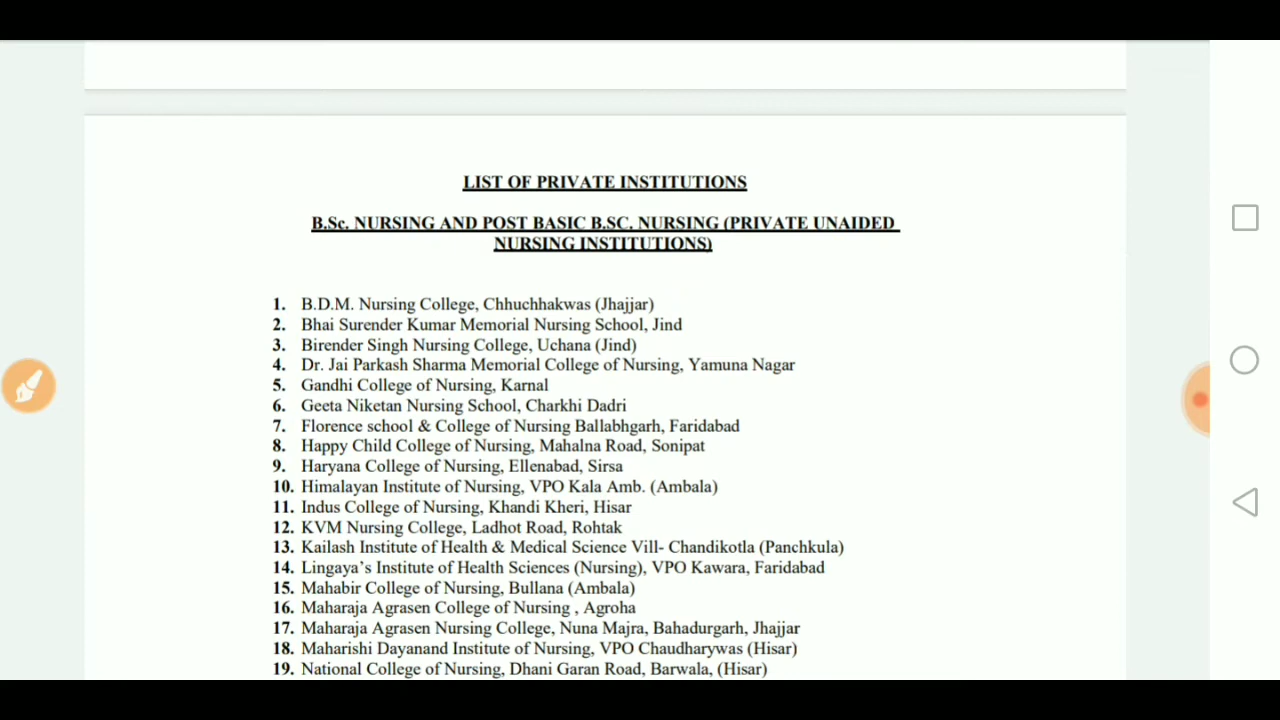 LIST OF PRIVATE INSTITUTIONS
B.Sc. NURSING AND POST BASIC B.SC. NURSING (PRIVATE UNAIDED
NURSING INSTITUTIONS)
1. B.D.M. Nursing College, Chhuchhakwas (Jhajjar)
2. Bhai Surender Kumar Memorial Nursing School, Jind
3. Birender Singh Nursing College, Uchana (Jind)
4. Dr. Jai Parkash Sharma Memorial College of Nursing, Yamuna Nagar
5. Gandhi College of Nursing, Karnal
6. Geeta Niketan Nursing School, Charkhi Dadri
7. Florence school & College of Nursing Ballabhgarh, Faridabad
8. Happy Child College of Nursing, Mahalna Road, Sonipat
9. Haryana College of Nursing, Ellenabad, Sirsa
10. Himalayan Institute of Nursing, VPO Kala Amb. (Ambala)
11. Indus College of Nursing, Khandi Kheri, Hisar
12. KVM Nursing College, Ladhot Road, Rohtak
13. Kailash Institute of Health & Medical Science Vill- Chandikotla (Panchkula)
14. Lingaya's Institute of Health Sciences (Nursing), VPO Kawara, Faridabad
15. Mahabir College of Nursing, Bullana (Ambala)
16. Maharaja Agrasen College of Nursing , Agroha
17. Maharaja Agrasen Nursing College, Nuna Majra, Bahadurgarh, Jhajjar
18. Maharishi Dayanand Institute of Nursing, VPO Chaudharywas (Hisar)
19. National College of Nursing, Dhani Garan Road, Barwala, (Hisar)